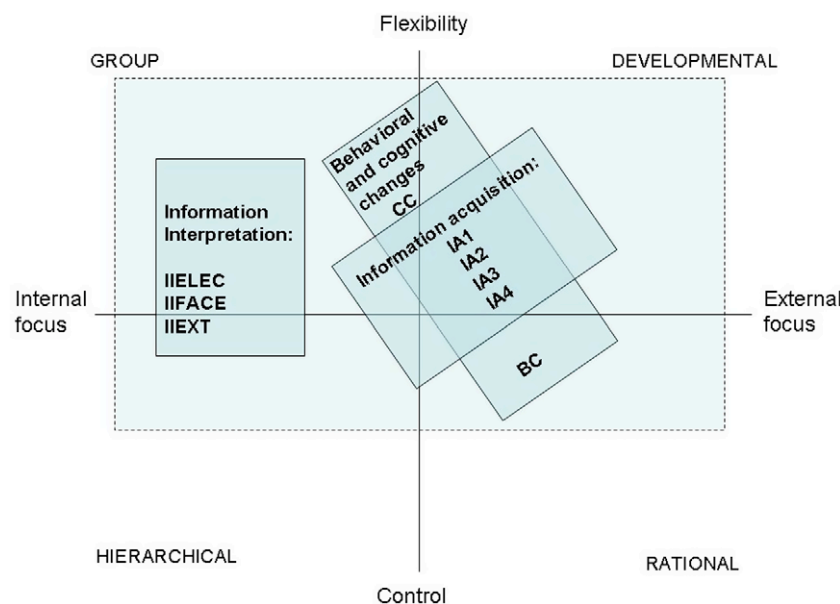 Flexibility
GROUP
DEVELOPMENTAL
Behavioral
and cognitive
changes
CC
Information acquisition:
IA1
IA2
IA3
IA4
Information
Interpretation:
IIELEC
IIFACE
IIEXT
Internal
focus
External
focus
BC
HIERARCHICAL
RATIONAL
Control